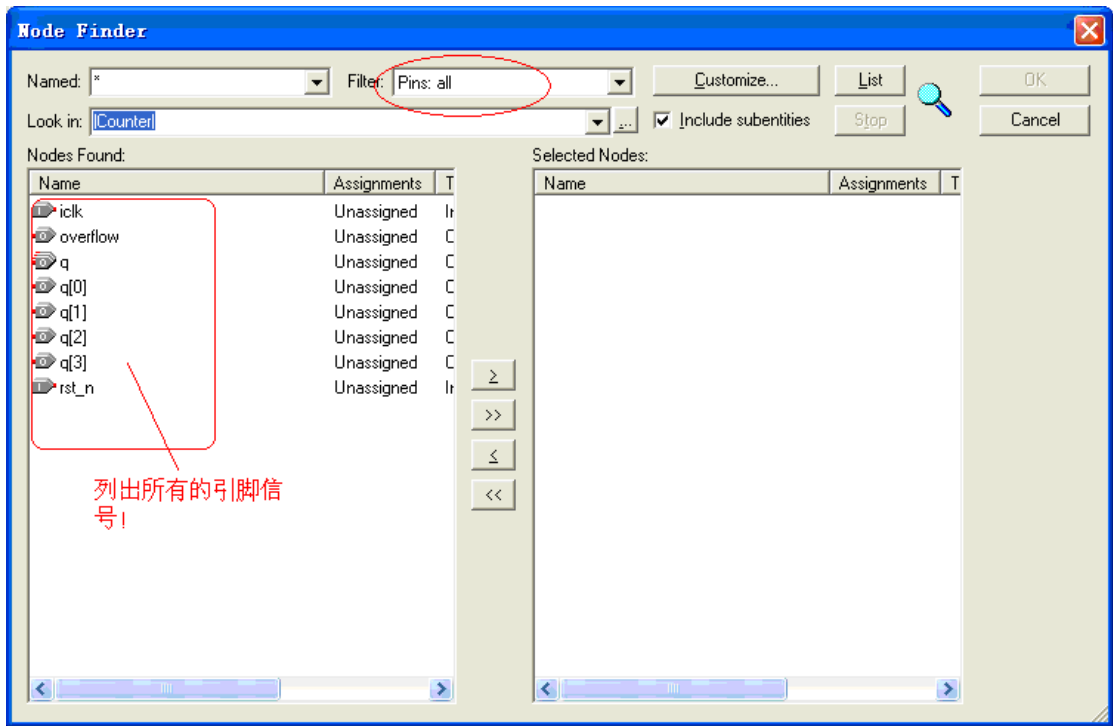 Node Finder
Named: * Filter: Pins: all Customize... List OK
Look in: |Counter| ... Include subentities Stop Cancel
Nodes Found: Selected Nodes:
Name Assignments T Name Assignments T
iclk Unassigned
overflow Unassigned
q Unassigned
q[0] Unassigned
q[1] Unassigned
q[2] Unassigned
q[3] Unassigned
rst_n Unassigned
≥
>>
≤
<<
列出所有的引脚信
号!